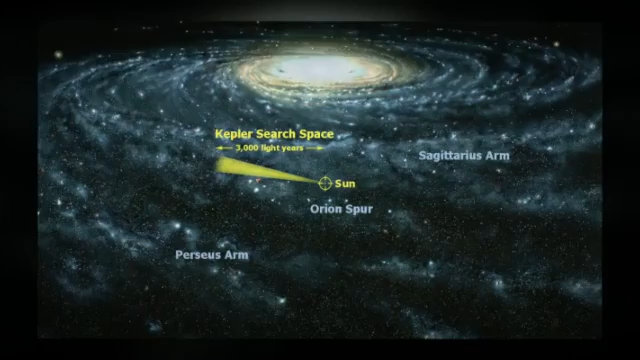 Kepler Search Space
3,000 light years
Sagittarius Arm
Sun
Orion Spur
Perseus Arm